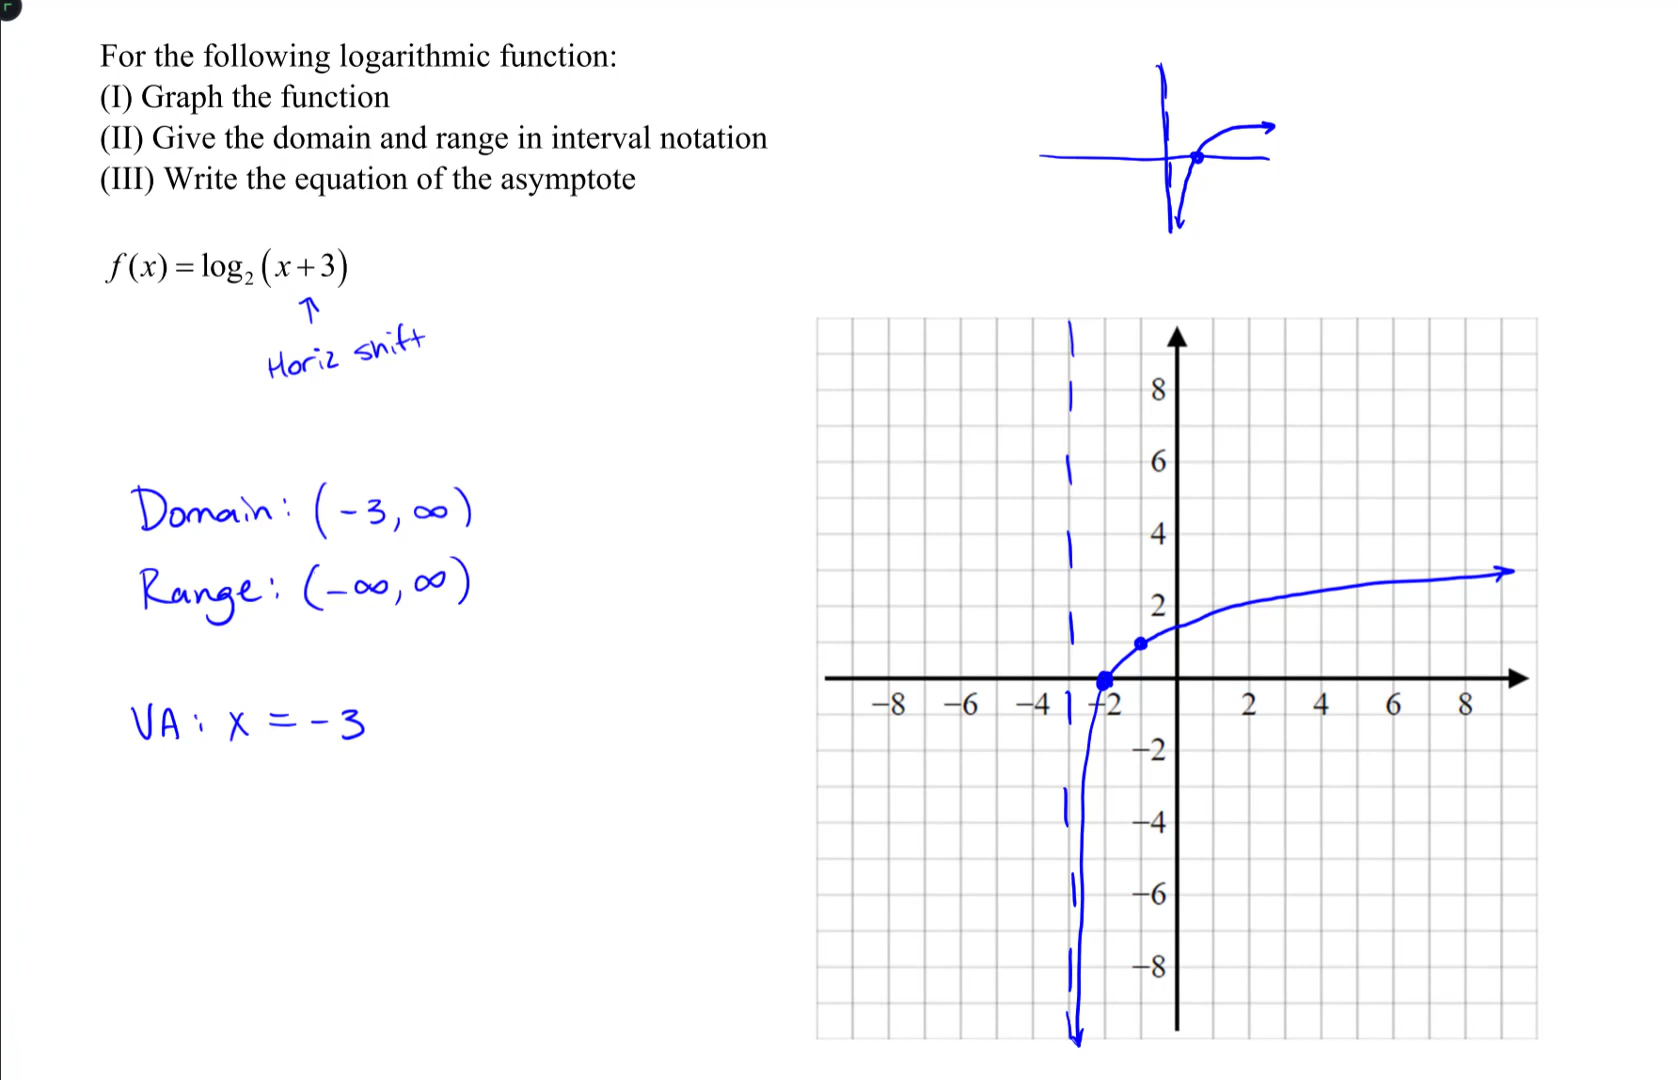 For the following logarithmic function:
(I) Graph the function
(II) Give the domain and range in interval notation
(III) Write the equation of the asymptote
f(x) = log₂(x+3)
↑
Horiz shift
Domain: (-3, ∞)
Range: (-∞, ∞)
VA: x = -3
8
6
4
2
−8 −6 −4 −2 2 4 6 8
−2
−4
−6
−8